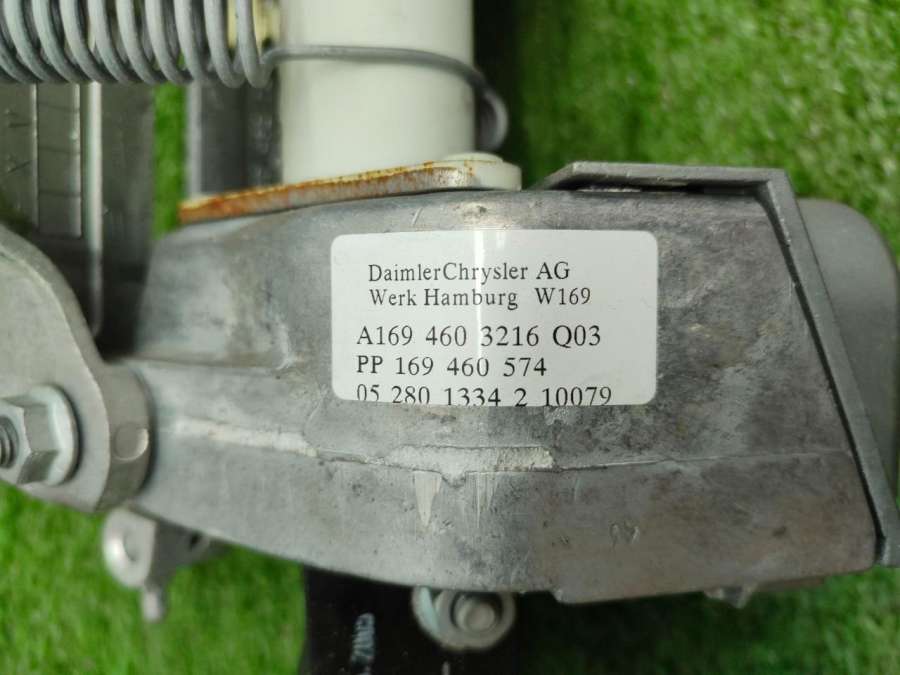 DaimlerChrysler AG
Werk Hamburg W169
A169 460 3216 Q03
PP 169 460 574
05 280 1334 2 10079